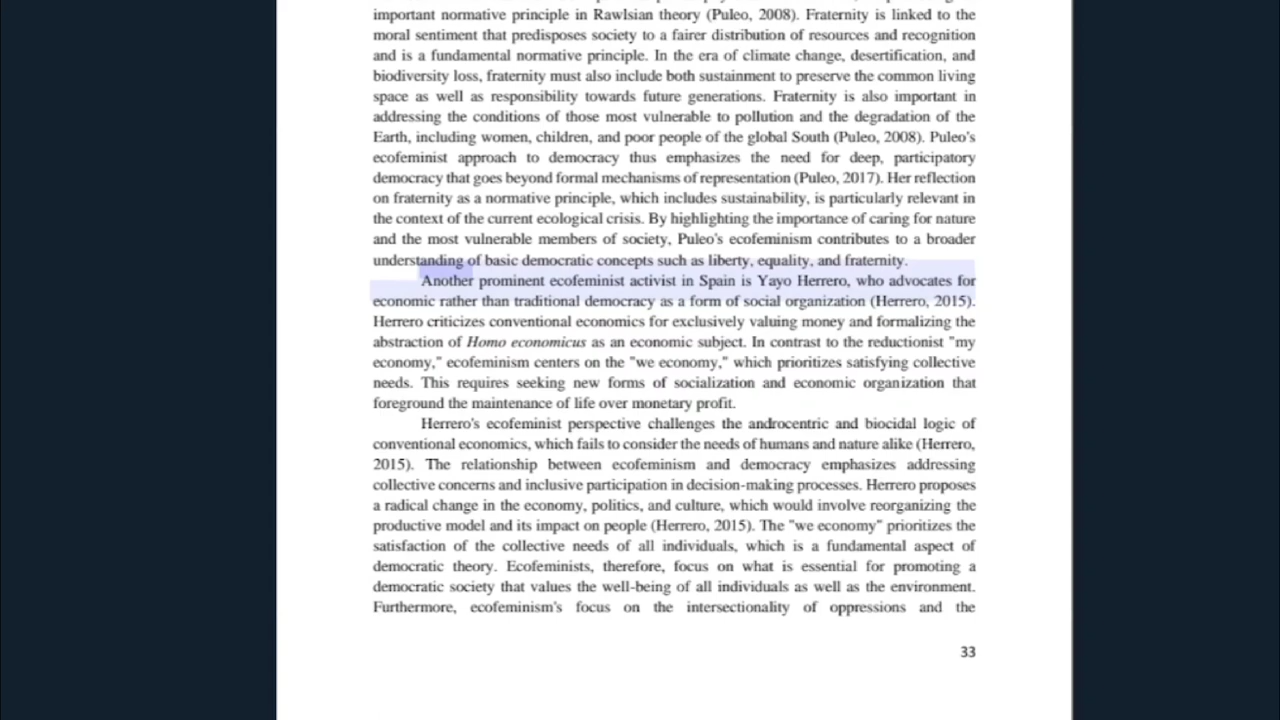 important normative principle in Rawlsian theory (Puleo, 2008). Fraternity is linked to the
moral sentiment that predisposes society to a fairer distribution of resources and recognition
and is a fundamental normative principle. In the era of climate change, desertification, and
biodiversity loss, fraternity must also include both sustainment to preserve the common living
space as well as responsibility towards future generations. Fraternity is also important in
addressing the conditions of those most vulnerable to pollution and the degradation of the
Earth, including women, children, and poor people of the global South (Puleo, 2008). Puleo's
ecofeminist approach to democracy thus emphasizes the need for deep, participatory
democracy that goes beyond formal mechanisms of representation (Puleo, 2017). Her reflection
on fraternity as a normative principle, which includes sustainability, is particularly relevant in
the context of the current ecological crisis. By highlighting the importance of caring for nature
and the most vulnerable members of society, Puleo's ecofeminism contributes to a broader
understanding of basic democratic concepts such as liberty, equality, and fraternity.
Another prominent ecofeminist activist in Spain is Yayo Herrero, who advocates for
economic rather than traditional democracy as a form of social organization (Herrero, 2015).
Herrero criticizes conventional economics for exclusively valuing money and formalizing the
abstraction of Homo economicus as an economic subject. In contrast to the reductionist "my
economy," ecofeminism centers on the "we economy," which prioritizes satisfying collective
needs. This requires seeking new forms of socialization and economic organization that
foreground the maintenance of life over monetary profit.
Herrero's ecofeminist perspective challenges the androcentric and biocidal logic of
conventional economics, which fails to consider the needs of humans and nature alike (Herrero,
2015). The relationship between ecofeminism and democracy emphasizes addressing
collective concerns and inclusive participation in decision-making processes. Herrero proposes
a radical change in the economy, politics, and culture, which would involve reorganizing the
productive model and its impact on people (Herrero, 2015). The "we economy" prioritizes the
satisfaction of the collective needs of all individuals, which is a fundamental aspect of
democratic theory. Ecofeminists, therefore, focus on what is essential for promoting a
democratic society that values the well-being of all individuals as well as the environment.
Furthermore, ecofeminism's focus on the intersectionality of oppressions and the
33